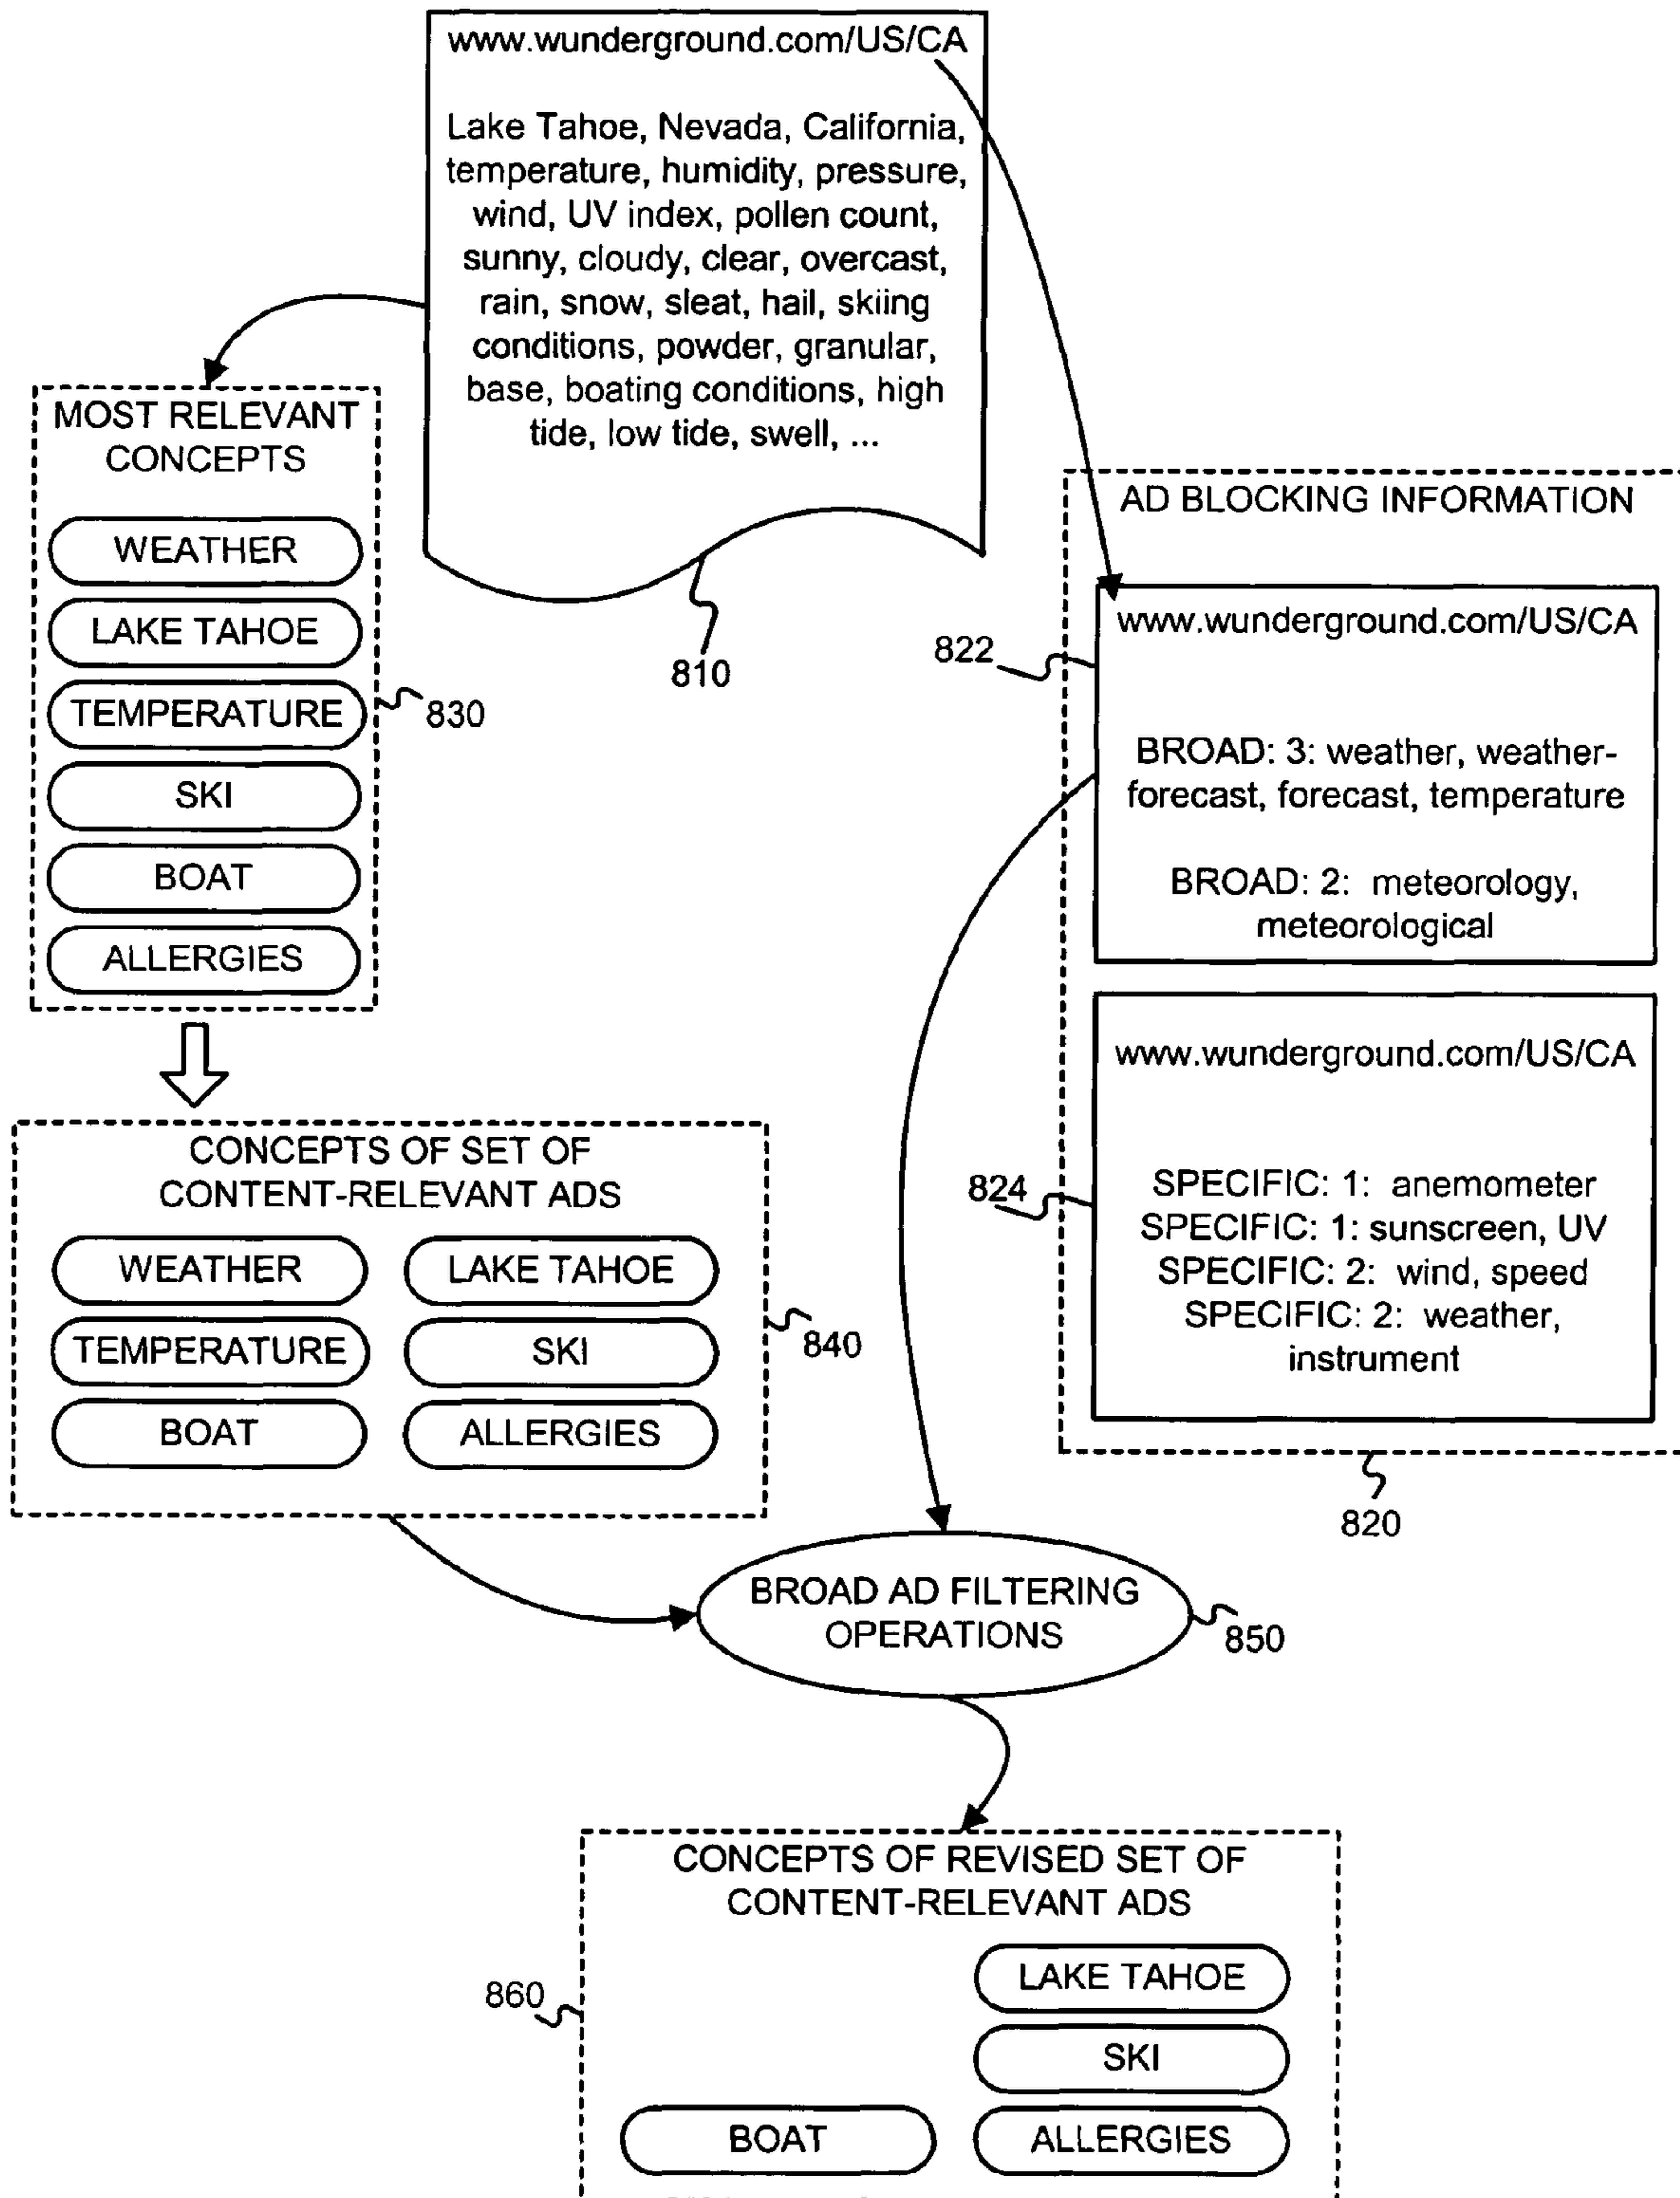 www.wunderground.com/US/CA
Lake Tahoe, Nevada, California,
temperature, humidity, pressure,
wind, UV index, pollen count,
sunny, cloudy, clear, overcast,
rain, snow, sleat, hail, skiing
conditions, powder, granular,
base, boating conditions, high
tide, low tide, swell, ...
810
MOST RELEVANT
CONCEPTS
WEATHER
LAKE TAHOE
TEMPERATURE
SKI
BOAT
ALLERGIES
830
AD BLOCKING INFORMATION
www.wunderground.com/US/CA
822
BROAD: 3: weather, weather-
forecast, forecast, temperature
BROAD: 2: meteorology,
meteorological
www.wunderground.com/US/CA
824
SPECIFIC: 1: anemometer
SPECIFIC: 1: sunscreen, UV
SPECIFIC: 2: wind, speed
SPECIFIC: 2: weather,
instrument
820
CONCEPTS OF SET OF
CONTENT-RELEVANT ADS
WEATHER
LAKE TAHOE
TEMPERATURE
SKI
BOAT
ALLERGIES
840
BROAD AD FILTERING
OPERATIONS
850
CONCEPTS OF REVISED SET OF
CONTENT-RELEVANT ADS
860
LAKE TAHOE
SKI
BOAT
ALLERGIES